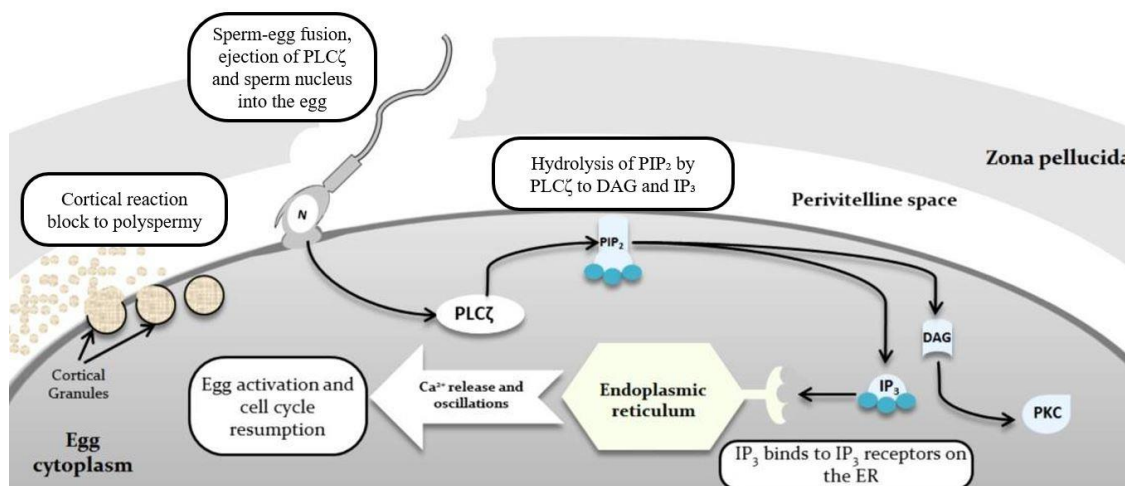 Sperm-egg fusion,
ejection of PLCζ
and sperm nucleus
into the egg
Hydrolysis of PIP₂ by
PLCζ to DAG and IP₃
Zona pellucida
Cortical reaction
block to polyspermy
Perivitelline space
N
PIP₂
PLCζ
DAG
Cortical
Granules
Egg activation and
cell cycle
resumption
Ca²⁺ release and
oscillations
Endoplasmic
reticulum
IP₃
PKC
Egg
cytoplasm
IP₃ binds to IP₃ receptors on
the ER